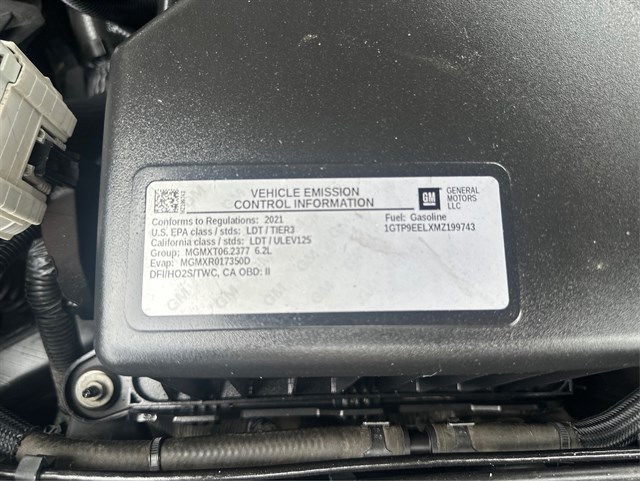 VEHICLE EMISSION
CONTROL INFORMATION
GM
GENERAL
MOTORS
LLC
Conforms to Regulations: 2021
U.S. EPA class / stds: LDT / TIER3
California class / stds: LDT / ULEV125
Group: MGMXT06.2377 6.2L
Evap: MGMXR017350D
DFI/HO2S/TWC, CA OBD: II
Fuel: Gasoline
1GTP9EELXMZ199743